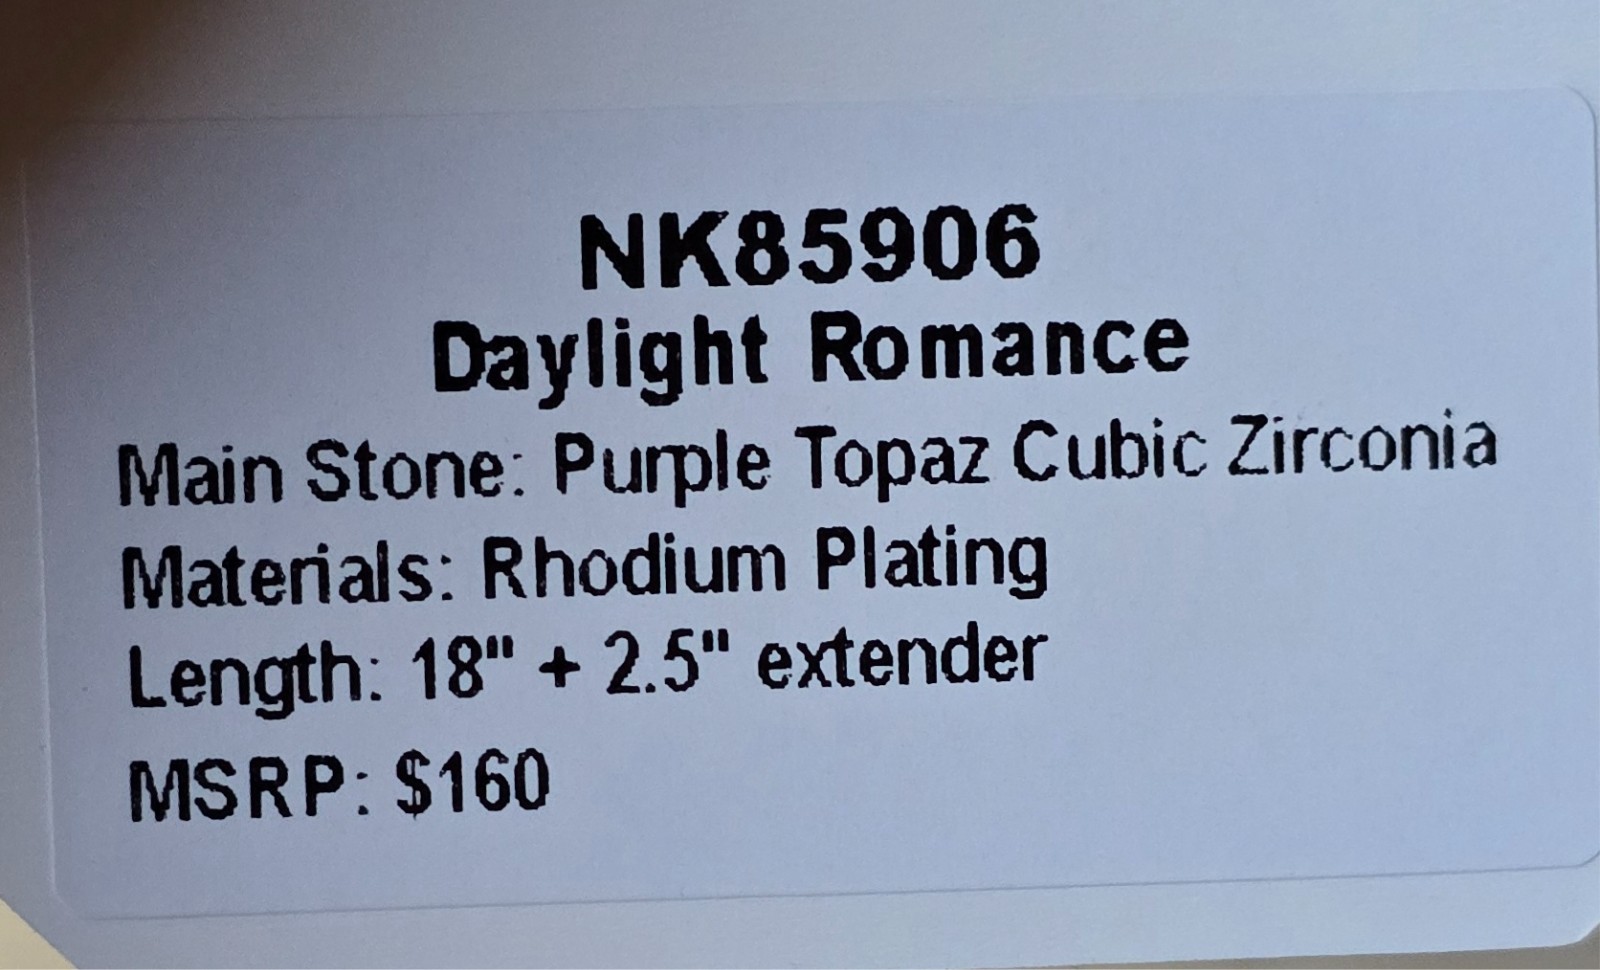 NK85906
Daylight Romance
Main Stone: Purple Topaz Cubic Zirconia
Materials: Rhodium Plating
Length: 18" + 2.5" extender
MSRP: $160